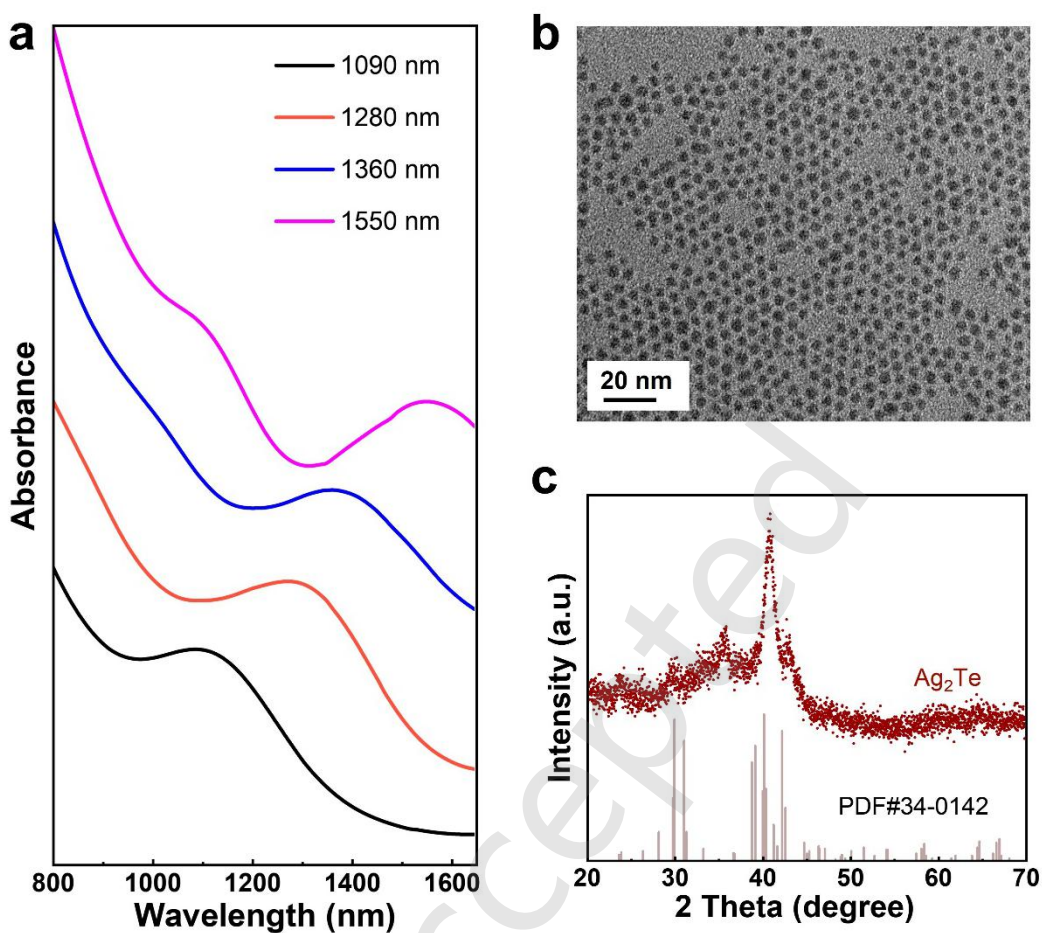 a
1090 nm
1280 nm
1360 nm
1550 nm
Absorbance
800 1000 1200 1400 1600
Wavelength (nm)
b
20 nm
c
Intensity (a.u.)
Ag₂Te
PDF#34-0142
20 30 40 50 60 70
2 Theta (degree)
ccepted